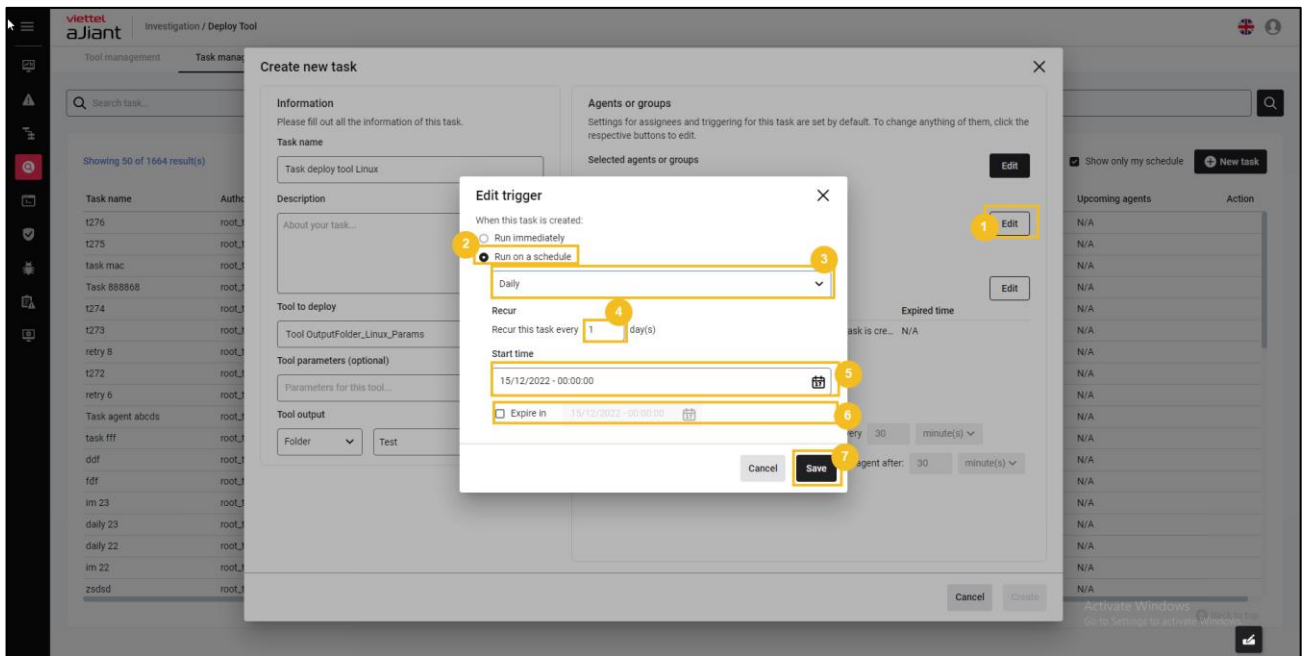 viettel
aJiant
Investigation / Deploy Tool
Tool management
Task manag
Search task...
Showing 50 of 1664 result(s)
Show only my schedule
New task
Task name
Autho
Upcoming agents
Action
t276
root_t
N/A
t275
root_t
N/A
task mac
root_t
N/A
Task 888868
root_t
N/A
t274
root_t
N/A
t273
root_t
N/A
retry 8
root_t
N/A
t272
root_t
N/A
retry 6
root_t
N/A
Task agent abcds
root_t
N/A
task fff
root_t
N/A
ddf
root_t
N/A
fdf
root_t
N/A
im 23
root_t
N/A
daily 23
root_t
N/A
daily 22
root_t
N/A
im 22
root_t
N/A
zsdsd
root_t
N/A
Create new task
Information
Please fill out all the information of this task.
Task name
Task deploy tool Linux
Description
About your task...
Tool to deploy
Tool OutputFolder_Linux_Params
Tool parameters (optional)
Parameters for this tool...
Tool output
Folder
Test
Agents or groups
Settings for assignees and triggering for this task are set by default. To change anything of them, click the
respective buttons to edit.
Selected agents or groups
Edit
1
Edit
Edit
Expired time
ask is cre... N/A
ery 30 minute(s)
agent after: 30 minute(s)
Cancel
Create
Edit trigger
When this task is created:
Run immediately
2
Run on a schedule
3
Daily
Recur
4
Recur this task every 1 day(s)
Start time
15/12/2022 - 00:00:00
5
Expire in 15/12/2022 - 00:00:00
6
Cancel
Save
7
Activate Windows
Go to Settings to activate Windows.
Back to top